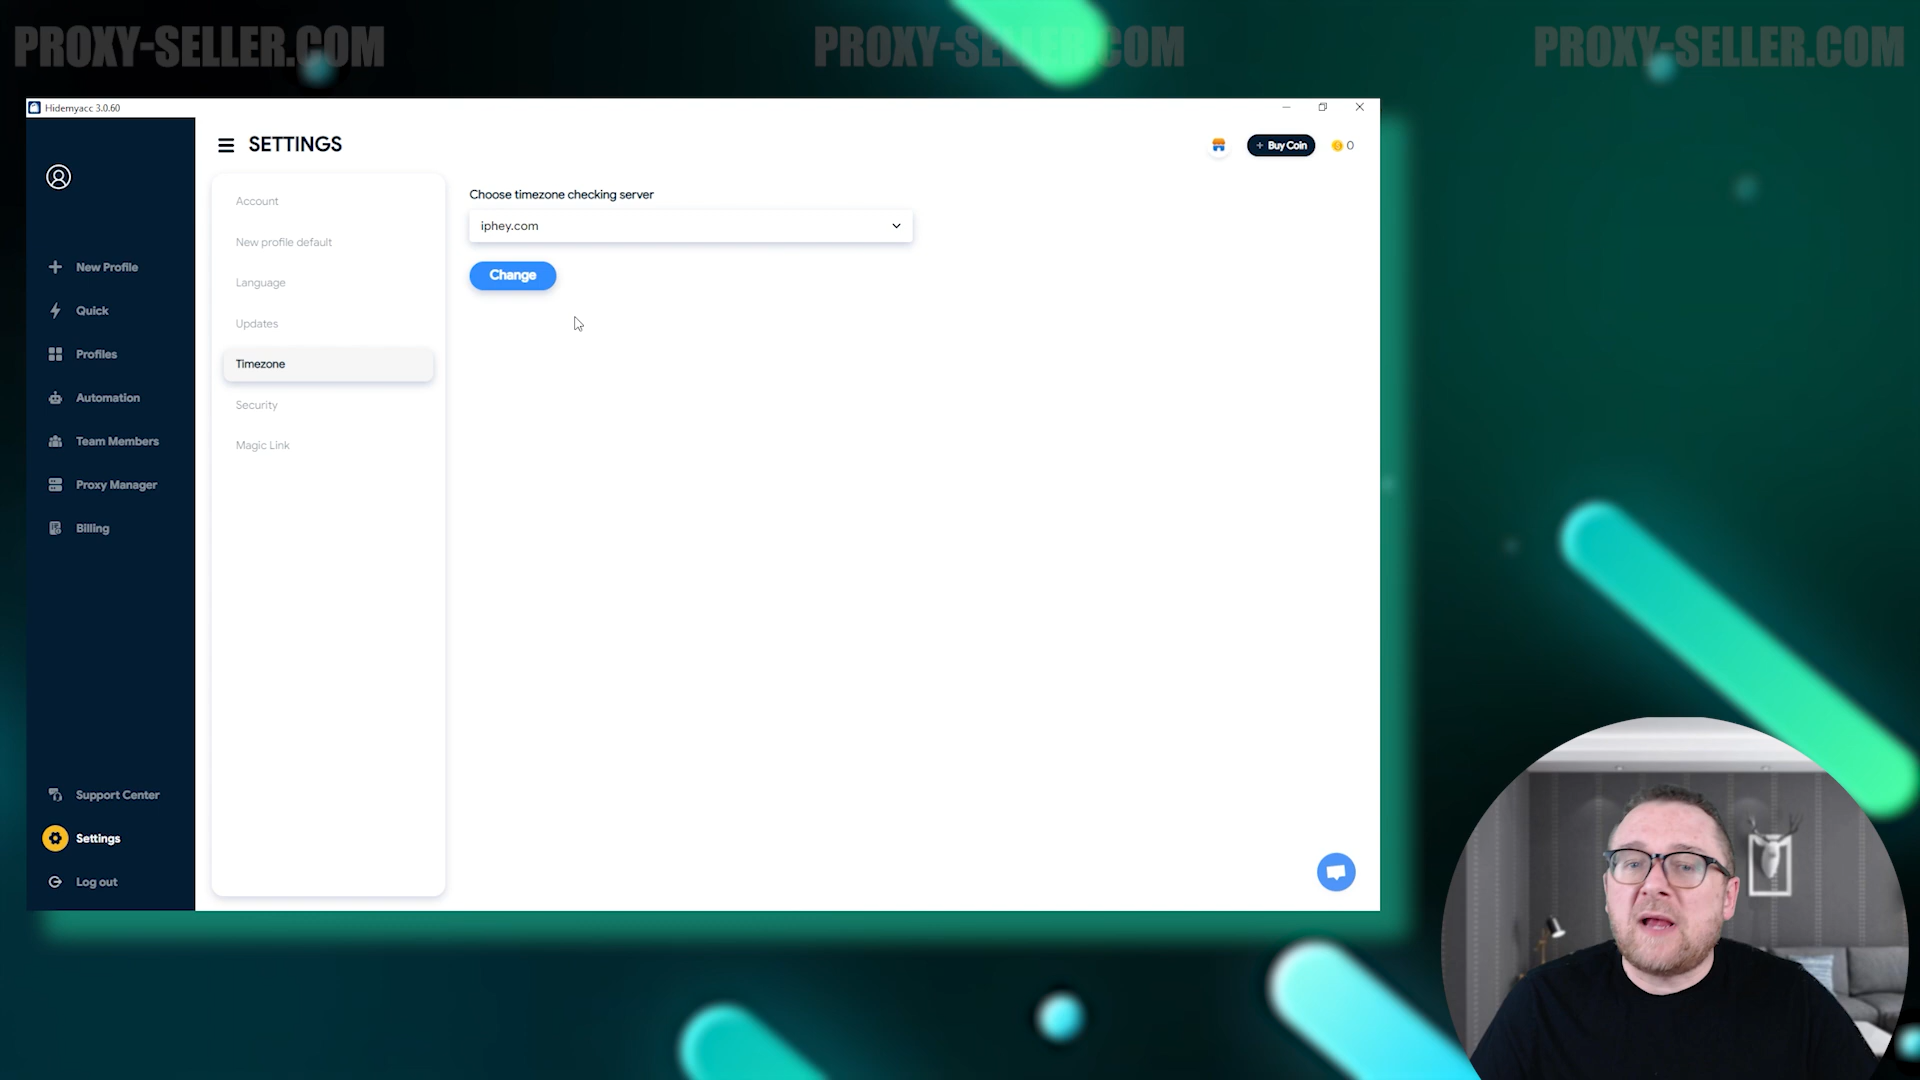 PROXY-SELLER.COM PROXY-SELLER.COM PROXY-SELLER.COM
Hidemyacc 3.0.60
SETTINGS
+ Buy Coin
0
New Profile
Quick
Profiles
Automation
Team Members
Proxy Manager
Billing
Support Center
Settings
Log out
Account
New profile default
Language
Updates
Timezone
Security
Magic Link
Choose timezone checking server
iphey.com
Change